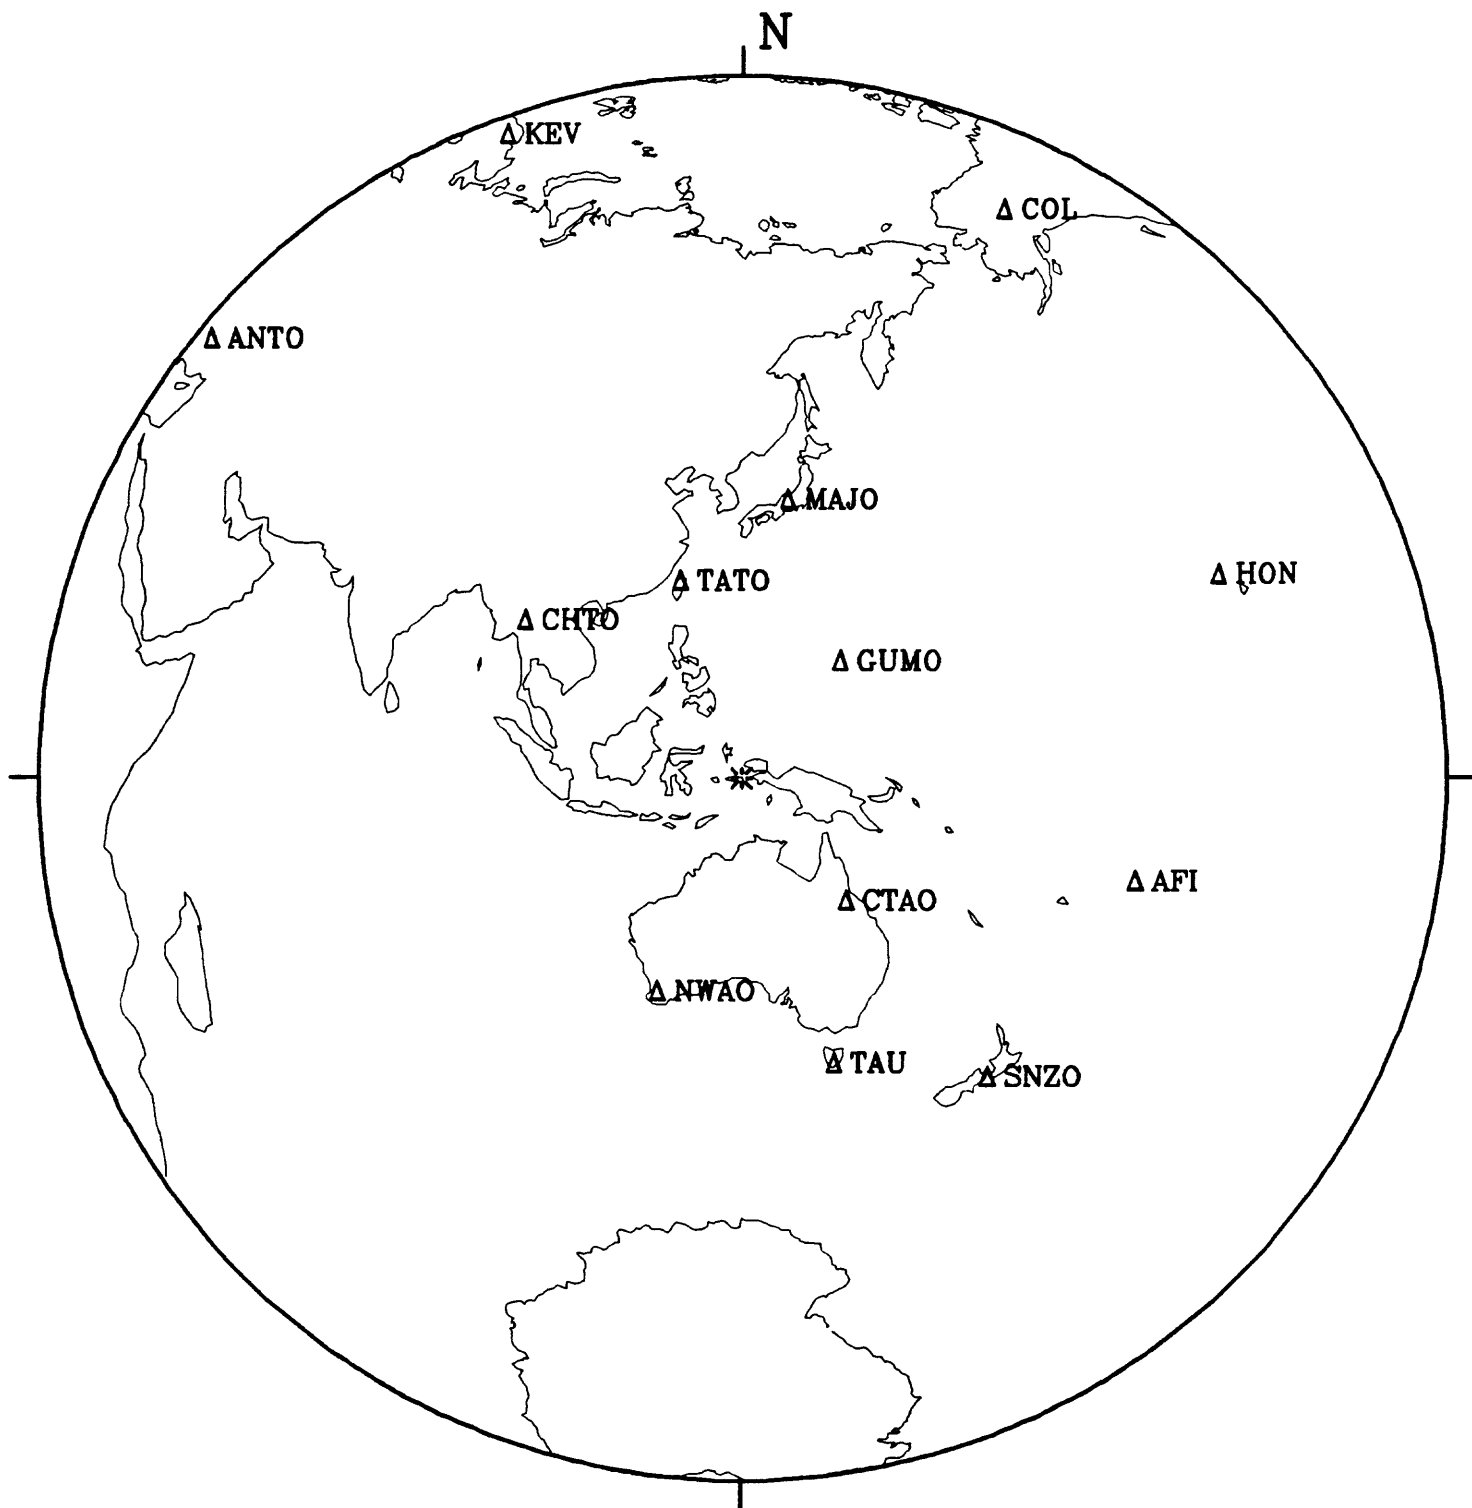 N
KEV
COL
ANTO
MAJO
HON
TATO
CHTO
GUMO
AFI
CTAO
NWAO
TAU
SNZO